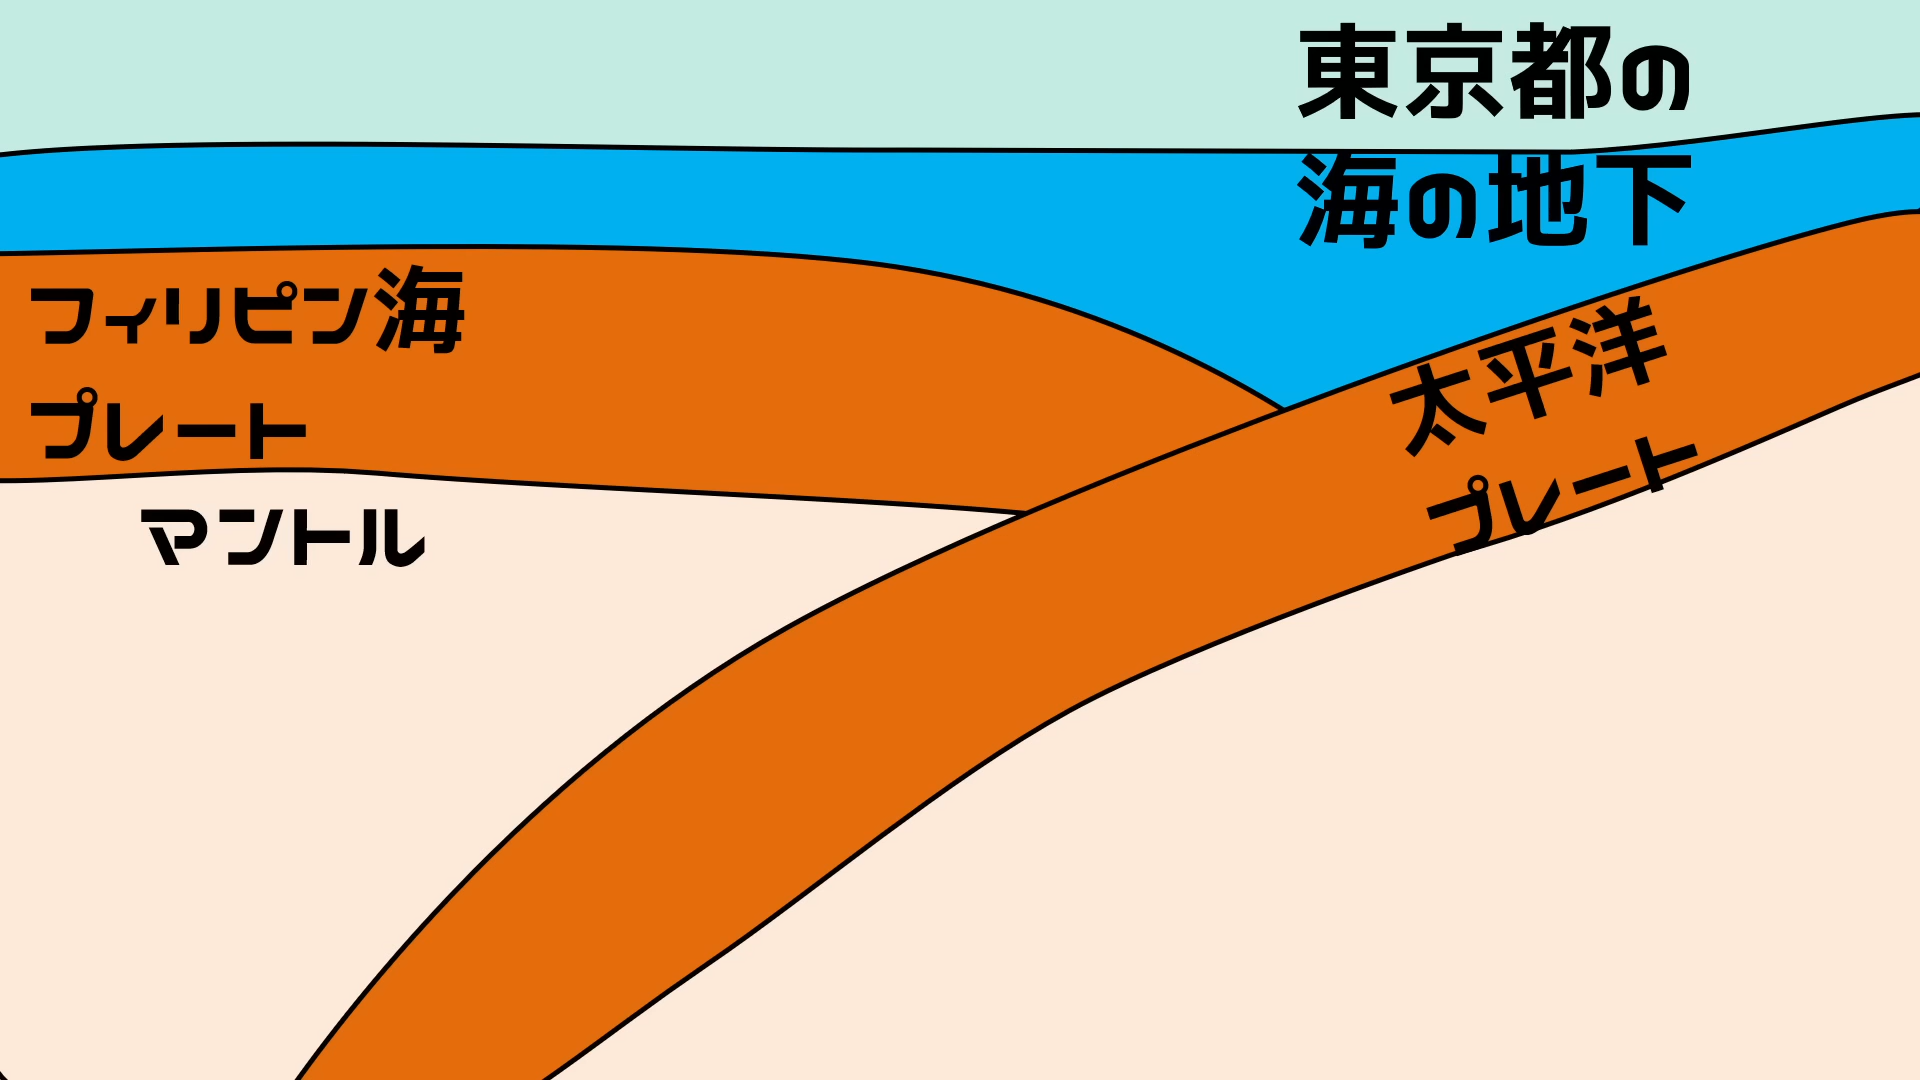 東京都の
海の地下
フィリピン海
プレート
太平洋
プレート
マントル